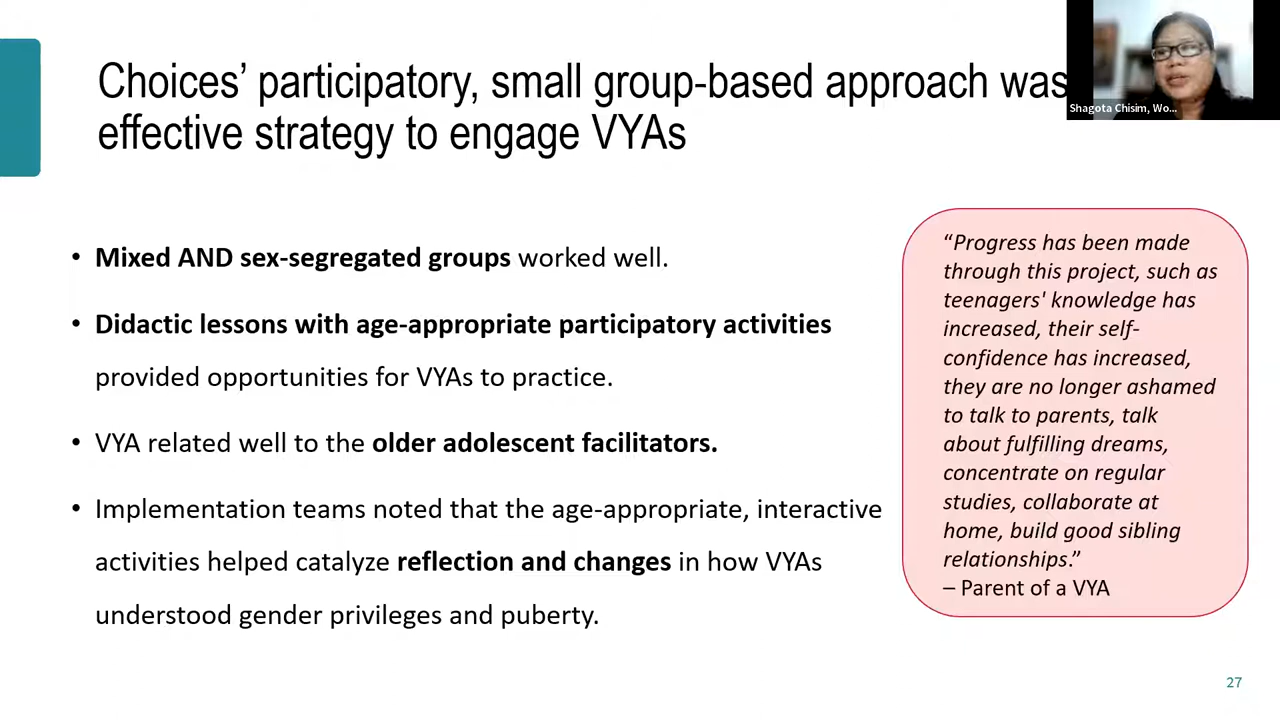 Choices’ participatory, small group-based approach was
effective strategy to engage VYAs
Shagota Chisim, Wo...
• Mixed AND sex-segregated groups worked well.
• Didactic lessons with age-appropriate participatory activities
provided opportunities for VYAs to practice.
• VYA related well to the older adolescent facilitators.
• Implementation teams noted that the age-appropriate, interactive
activities helped catalyze reflection and changes in how VYAs
understood gender privileges and puberty.
“Progress has been made
through this project, such as
teenagers' knowledge has
increased, their self-
confidence has increased,
they are no longer ashamed
to talk to parents, talk
about fulfilling dreams,
concentrate on regular
studies, collaborate at
home, build good sibling
relationships.”
– Parent of a VYA
27